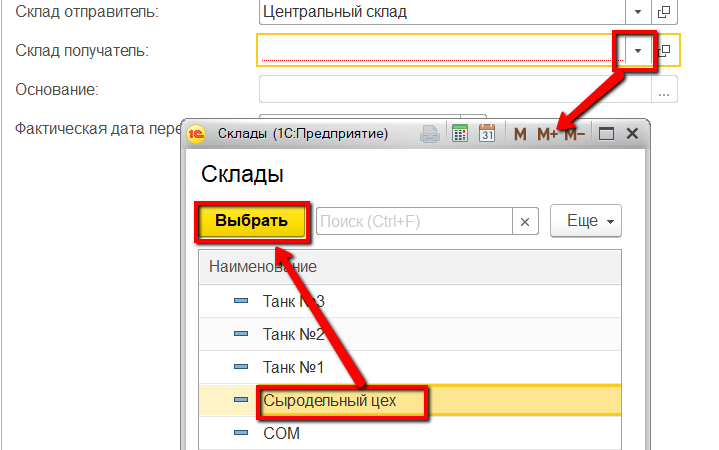 Склад отправитель: Центральный склад
Склад получатель:
Основание: ...
Фактическая дата пере
1С Склады (1С:Предприятие) 31 M M+ M-
Склады
Выбрать Поиск (Ctrl+F) × Еще
Наименование
Танк №3
Танк №2
Танк №1
Сыродельный цех
СОМ